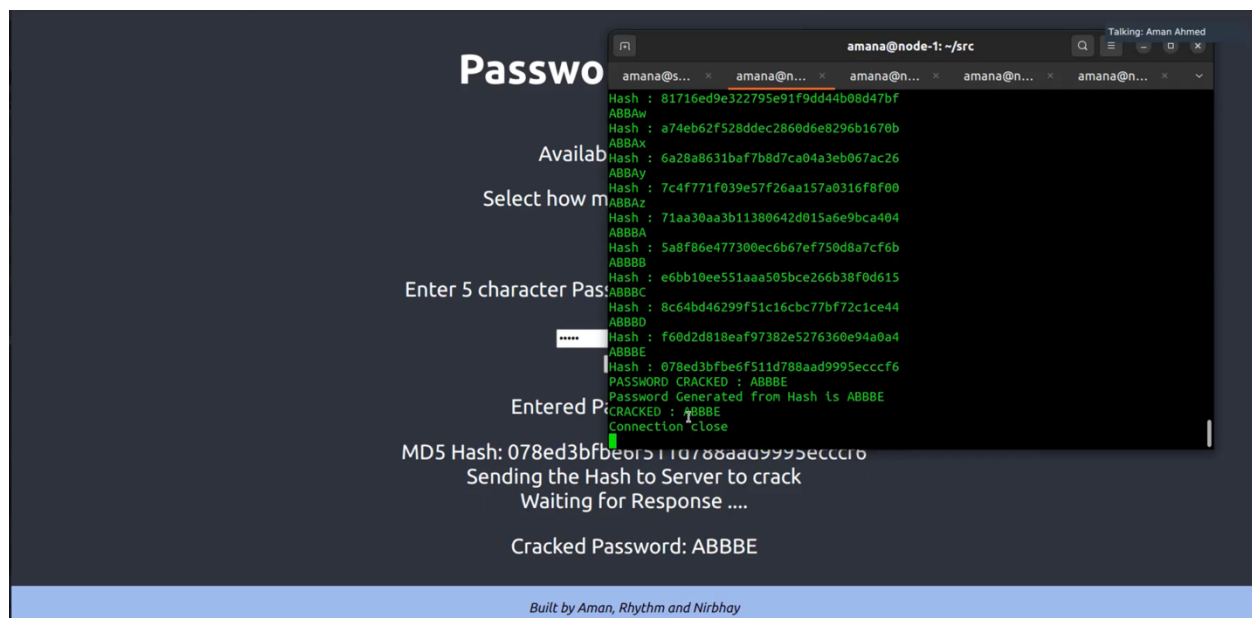 Talking: Aman Ahmed
amana@node-1: ~/src
amana@s... × amana@n... × amana@n... × amana@n... × amana@n... ×
Hash : 81716ed9e322795e91f9dd44b08d47bf
ABBAw
Hash : a74eb62f528ddec2860d6e8296b1670b
ABBAx
Hash : 6a28a8631baf7b8d7ca04a3eb067ac26
ABBAy
Hash : 7c4f771f039e57f26aa157a0316f8f00
ABBAz
Hash : 71aa30aa3b11380642d015a6e9bca404
ABBBA
Hash : 5a8f86e477300ec6b67ef750d8a7cf6b
ABBBB
Hash : e6bb10ee551aaa505bce266b38f0d615
ABBBC
Hash : 8c64bd46299f51c16cbc77bf72c1ce44
ABBBD
Hash : f60d2d818eaf97382e5276360e94a0a4
ABBBE
Hash : 078ed3bfbe6f511d788aad9995ecccf6
PASSWORD CRACKED : ABBBE
Password Generated from Hash is ABBBE
CRACKED : ABBBE
Connection close
Passwo
Availab
Select how m
Enter 5 character Pas
•••••
Entered Pa
MD5 Hash: 078ed3bfbe6f511d788aad9995ecccf6
Sending the Hash to Server to crack
Waiting for Response ....
Cracked Password: ABBBE
Built by Aman, Rhythm and Nirbhay